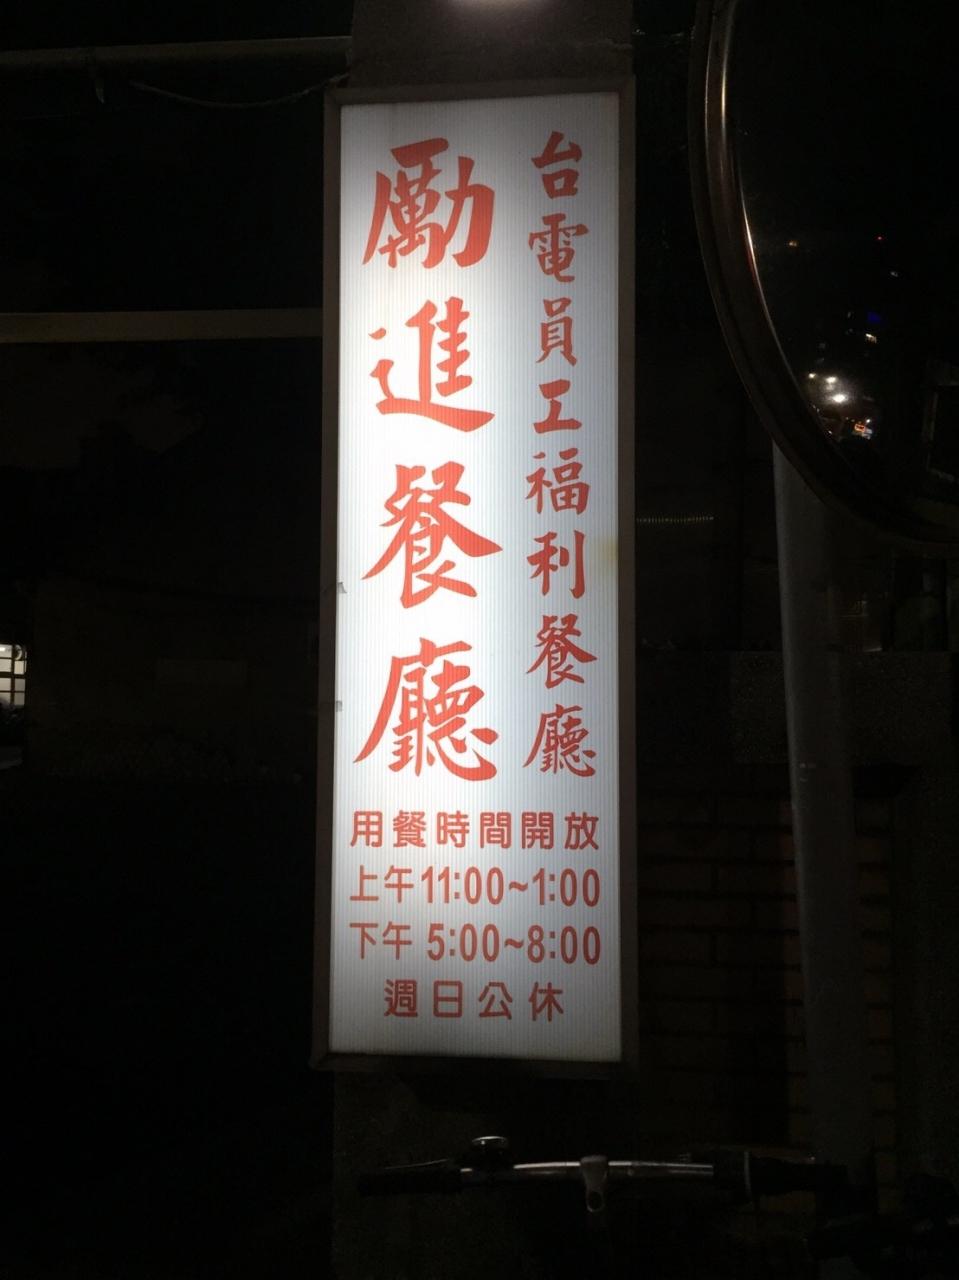 台電員工福利餐廳
勵進餐廳
用餐時間開放
上午11:00~1:00
下午 5:00~8:00
週日公休